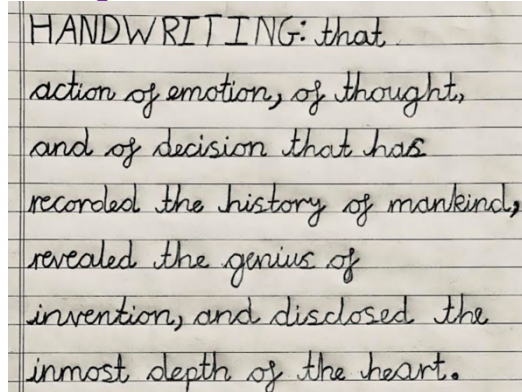 HANDWRITING: that
action of emotion, of thought,
and of decision that has
recorded the history of mankind,
revealed the genius of
invention, and disclosed the
inmost depth of the heart.